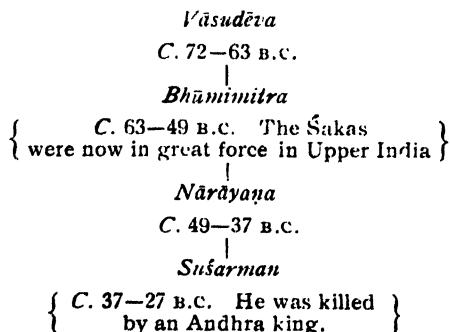 Vāsudēva
C. 72—63 B.C.
Bhūmimitra
C. 63—49 B.C. The Śakas
were now in great force in Upper India
Nārāyaṇa
C. 49—37 B.C.
Suśarman
C. 37—27 B.C. He was killed
by an Andhra king.